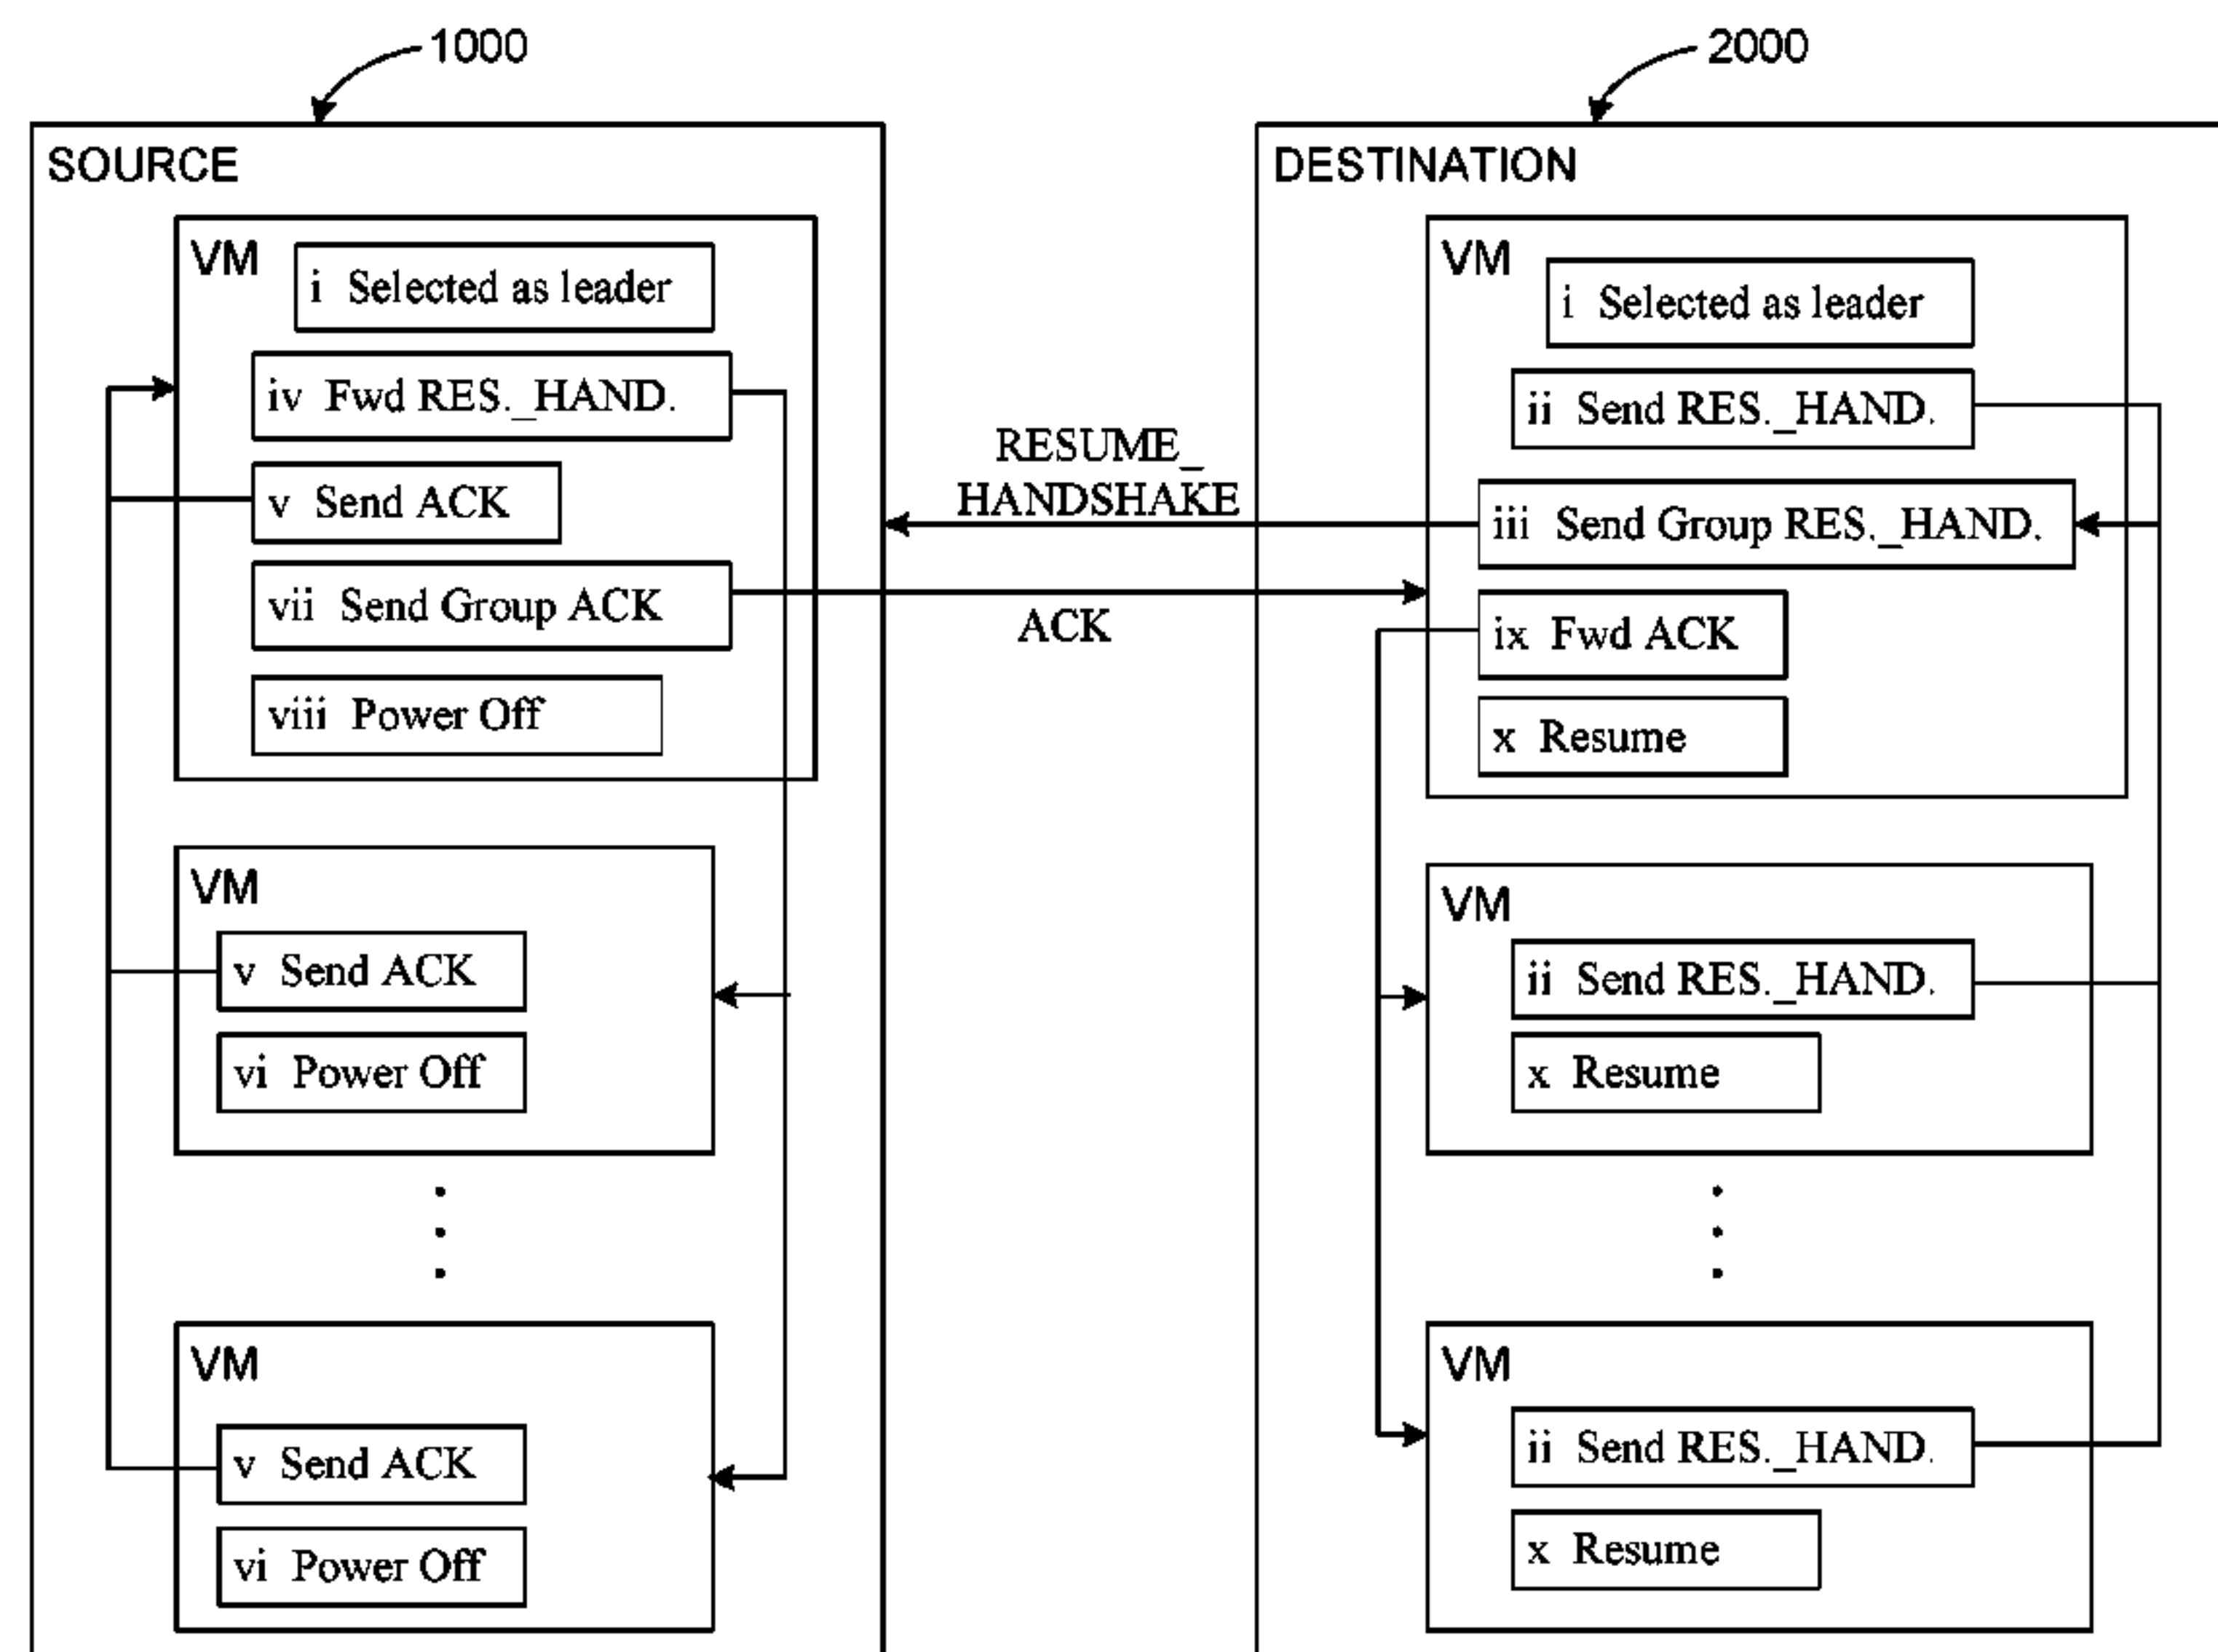 1000
SOURCE
VM
i Selected as leader
iv Fwd RES._HAND.
v Send ACK
vii Send Group ACK
viii Power Off
VM
v Send ACK
vi Power Off
VM
v Send ACK
vi Power Off
RESUME_
HANDSHAKE
ACK
2000
DESTINATION
VM
i Selected as leader
ii Send RES._HAND.
iii Send Group RES._HAND.
ix Fwd ACK
x Resume
VM
ii Send RES._HAND.
x Resume
VM
ii Send RES._HAND.
x Resume